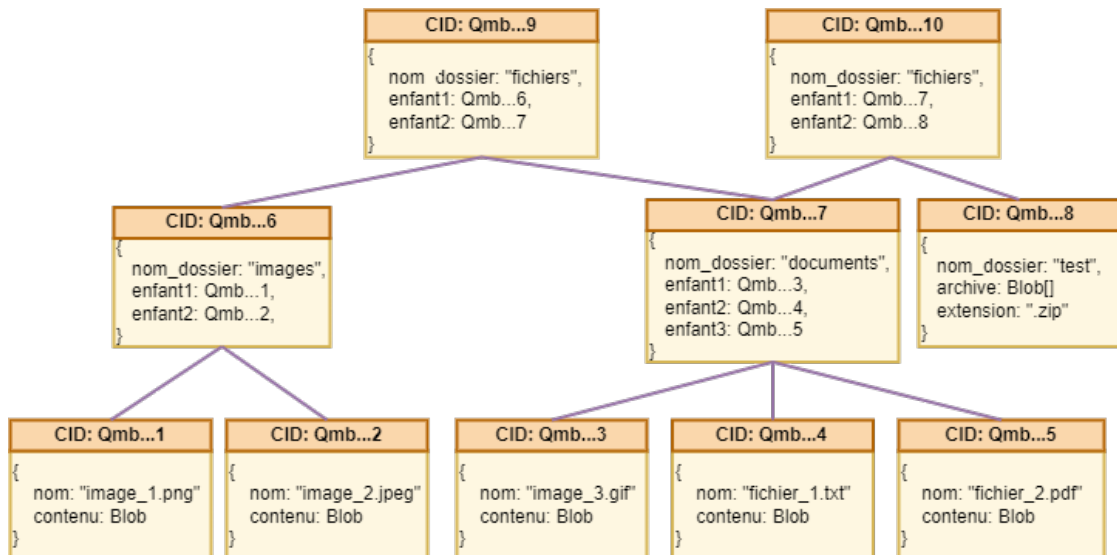 CID: Qmb...9
{
nom_dossier: "fichiers",
enfant1: Qmb...6,
enfant2: Qmb...7
}
CID: Qmb...10
{
nom_dossier: "fichiers",
enfant1: Qmb...7,
enfant2: Qmb...8
}
CID: Qmb...6
{
nom_dossier: "images",
enfant1: Qmb...1,
enfant2: Qmb...2,
}
CID: Qmb...7
{
nom_dossier: "documents",
enfant1: Qmb...3,
enfant2: Qmb...4,
enfant3: Qmb...5
}
CID: Qmb...8
{
nom_dossier: "test",
archive: Blob[]
extension: ".zip"
}
CID: Qmb...1
{
nom: "image_1.png"
contenu: Blob
}
CID: Qmb...2
{
nom: "image_2.jpeg"
contenu: Blob
}
CID: Qmb...3
{
nom: "image_3.gif"
contenu: Blob
}
CID: Qmb...4
{
nom: "fichier_1.txt"
contenu: Blob
}
CID: Qmb...5
{
nom: "fichier_2.pdf"
contenu: Blob
}